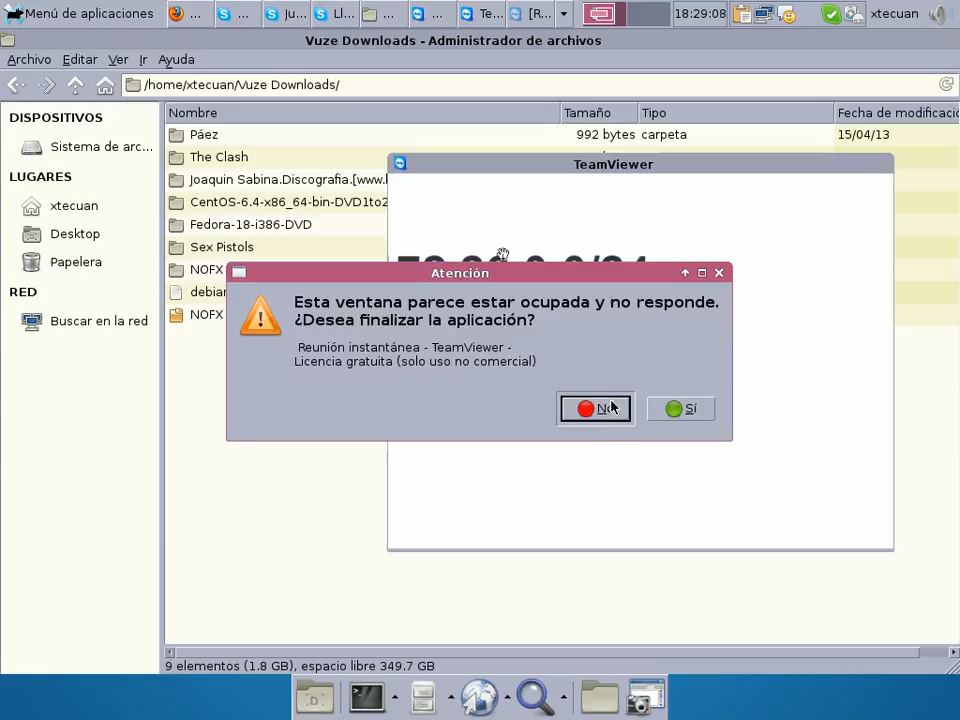 Menú de aplicaciones ... ... Ju... Ll... ... ... Te... [R... 18:29:08 xtecuan
Vuze Downloads - Administrador de archivos
Archivo Editar Ver Ir Ayuda
/home/xtecuan/Vuze Downloads/
DISPOSITIVOS
Sistema de arc...
LUGARES
xtecuan
Desktop
Papelera
RED
Buscar en la red
Nombre Tamaño Tipo Fecha de modificació
Páez 992 bytes carpeta 15/04/13
The Clash
Joaquin Sabina.Discografia.[www.
CentOS-6.4-x86_64-bin-DVD1to2
Fedora-18-i386-DVD
Sex Pistols
NOFX
debian
NOFX
TeamViewer
Atención
Esta ventana parece estar ocupada y no responde.
¿Desea finalizar la aplicación?
Reunión instantánea - TeamViewer -
Licencia gratuita (solo uso no comercial)
No Sí
9 elementos (1.8 GB), espacio libre 349.7 GB